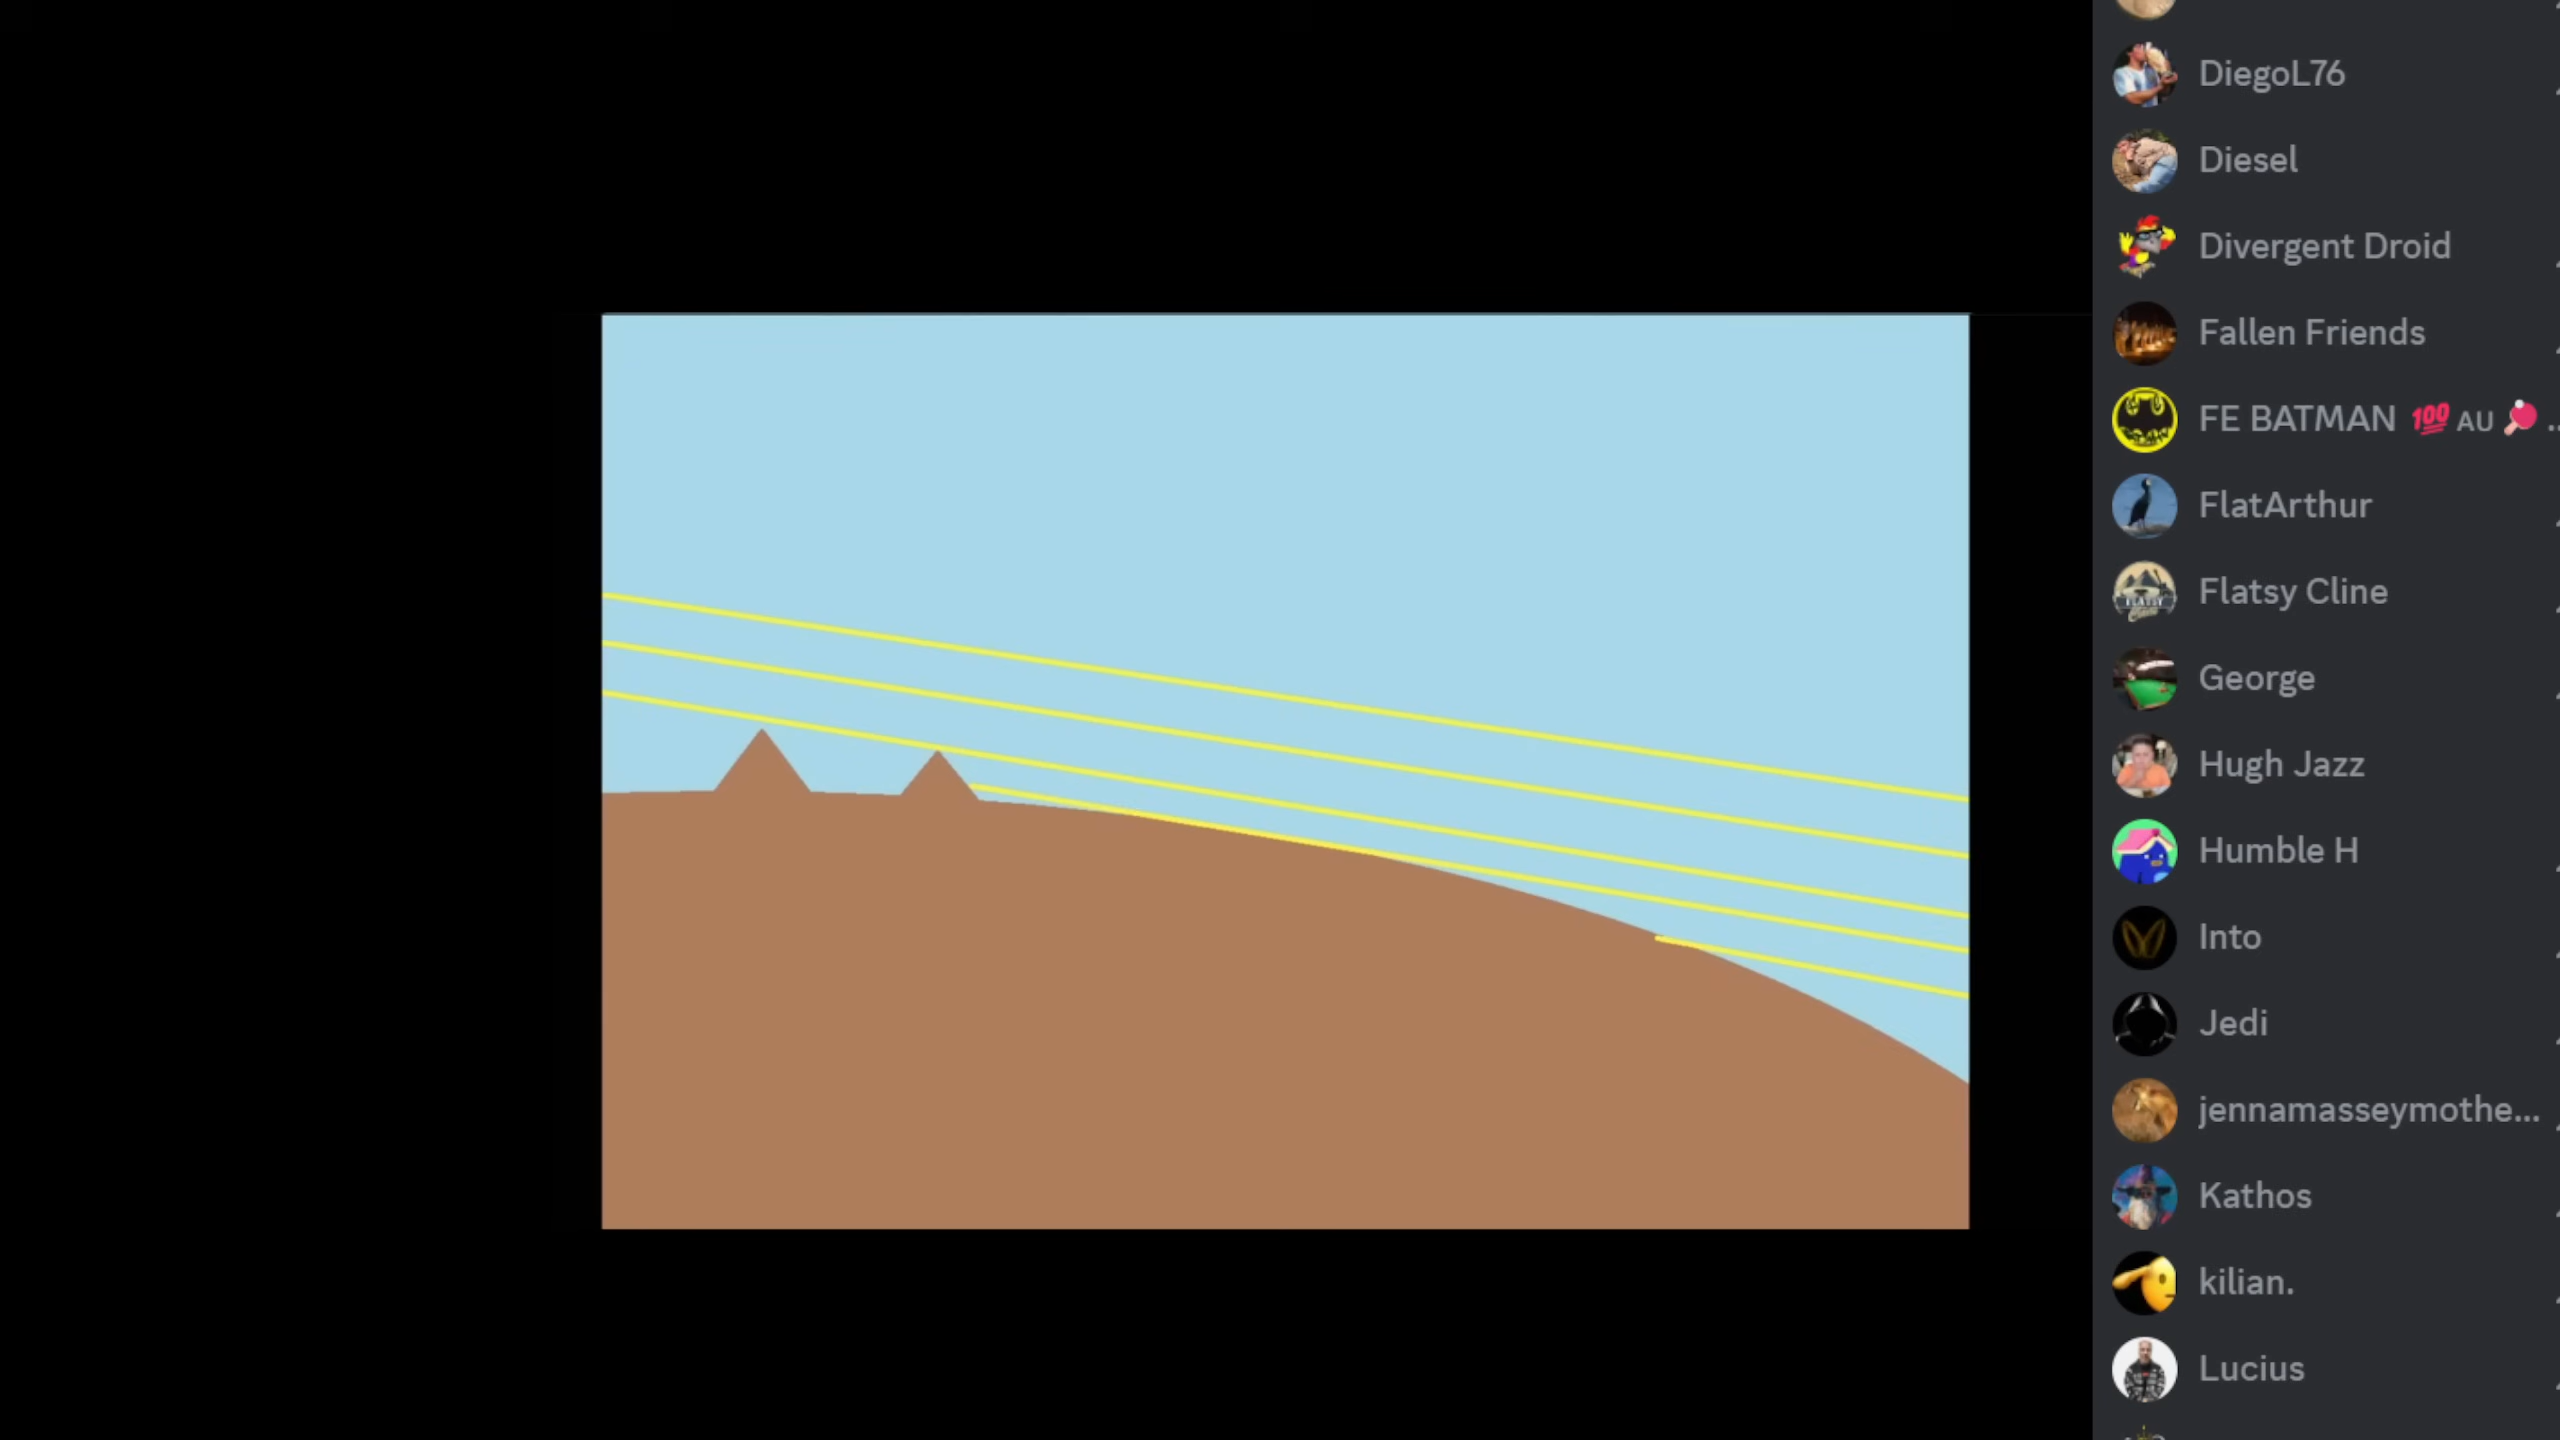 DiegoL76
Diesel
Divergent Droid
Fallen Friends
FE BATMAN 💯 AU 🏓 ...
FlatArthur
Flatsy Cline
George
Hugh Jazz
Humble H
Into
Jedi
jennamasseymothe...
Kathos
kilian.
Lucius